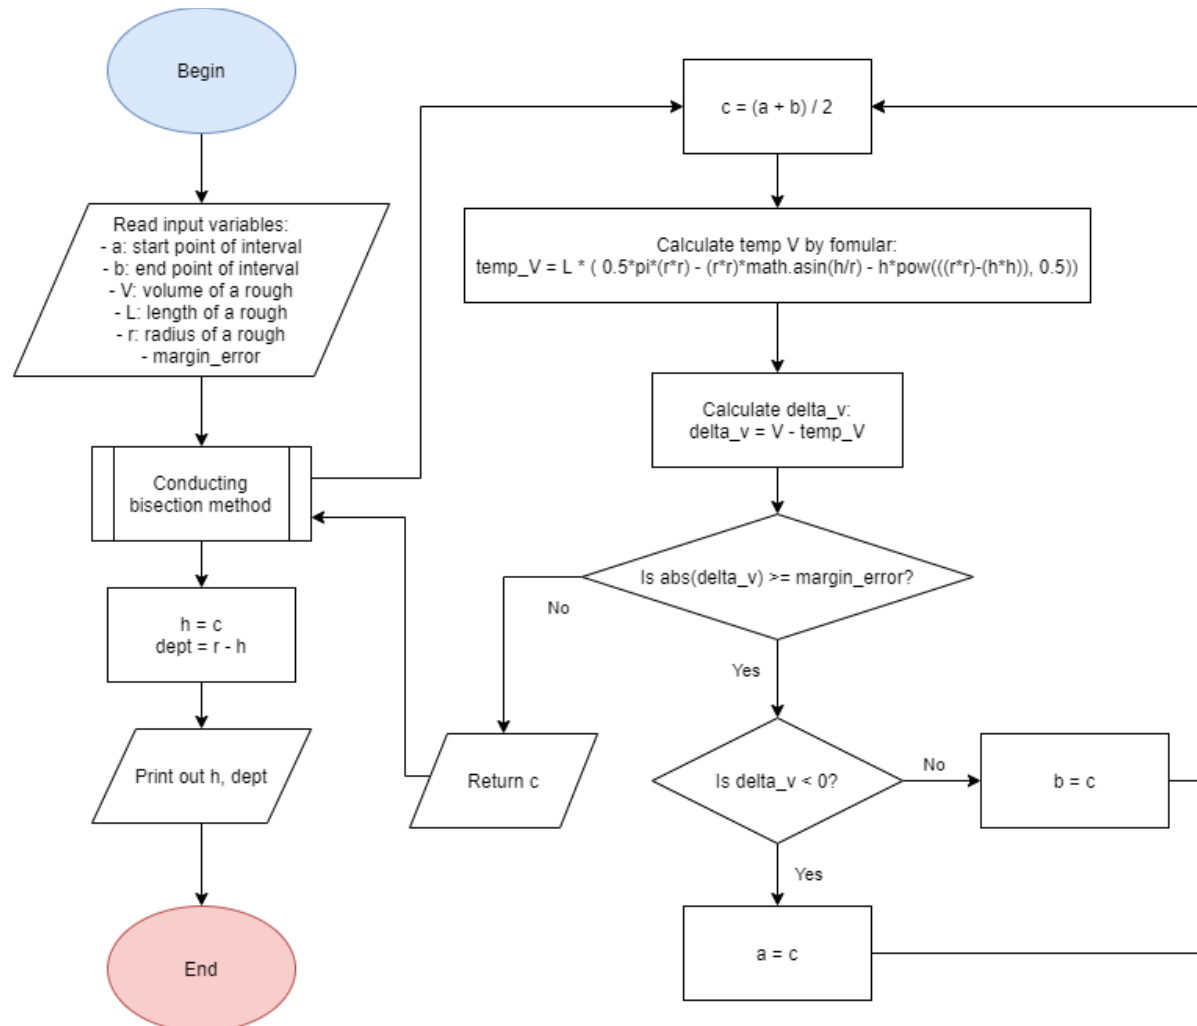 Begin
Read input variables:
- a: start point of interval
- b: end point of interval
- V: volume of a rough
- L: length of a rough
- r: radius of a rough
- margin_error
Conducting
bisection method
h = c
dept = r - h
Print out h, dept
End
c = (a + b) / 2
Calculate temp V by fomular:
temp_V = L * ( 0.5*pi*(r*r) - (r*r)*math.asin(h/r) - h*pow(((r*r)-(h*h)), 0.5))
Calculate delta_v:
delta_v = V - temp_V
Is abs(delta_v) >= margin_error?
No
Yes
Return c
Is delta_v < 0?
No
b = c
Yes
a = c